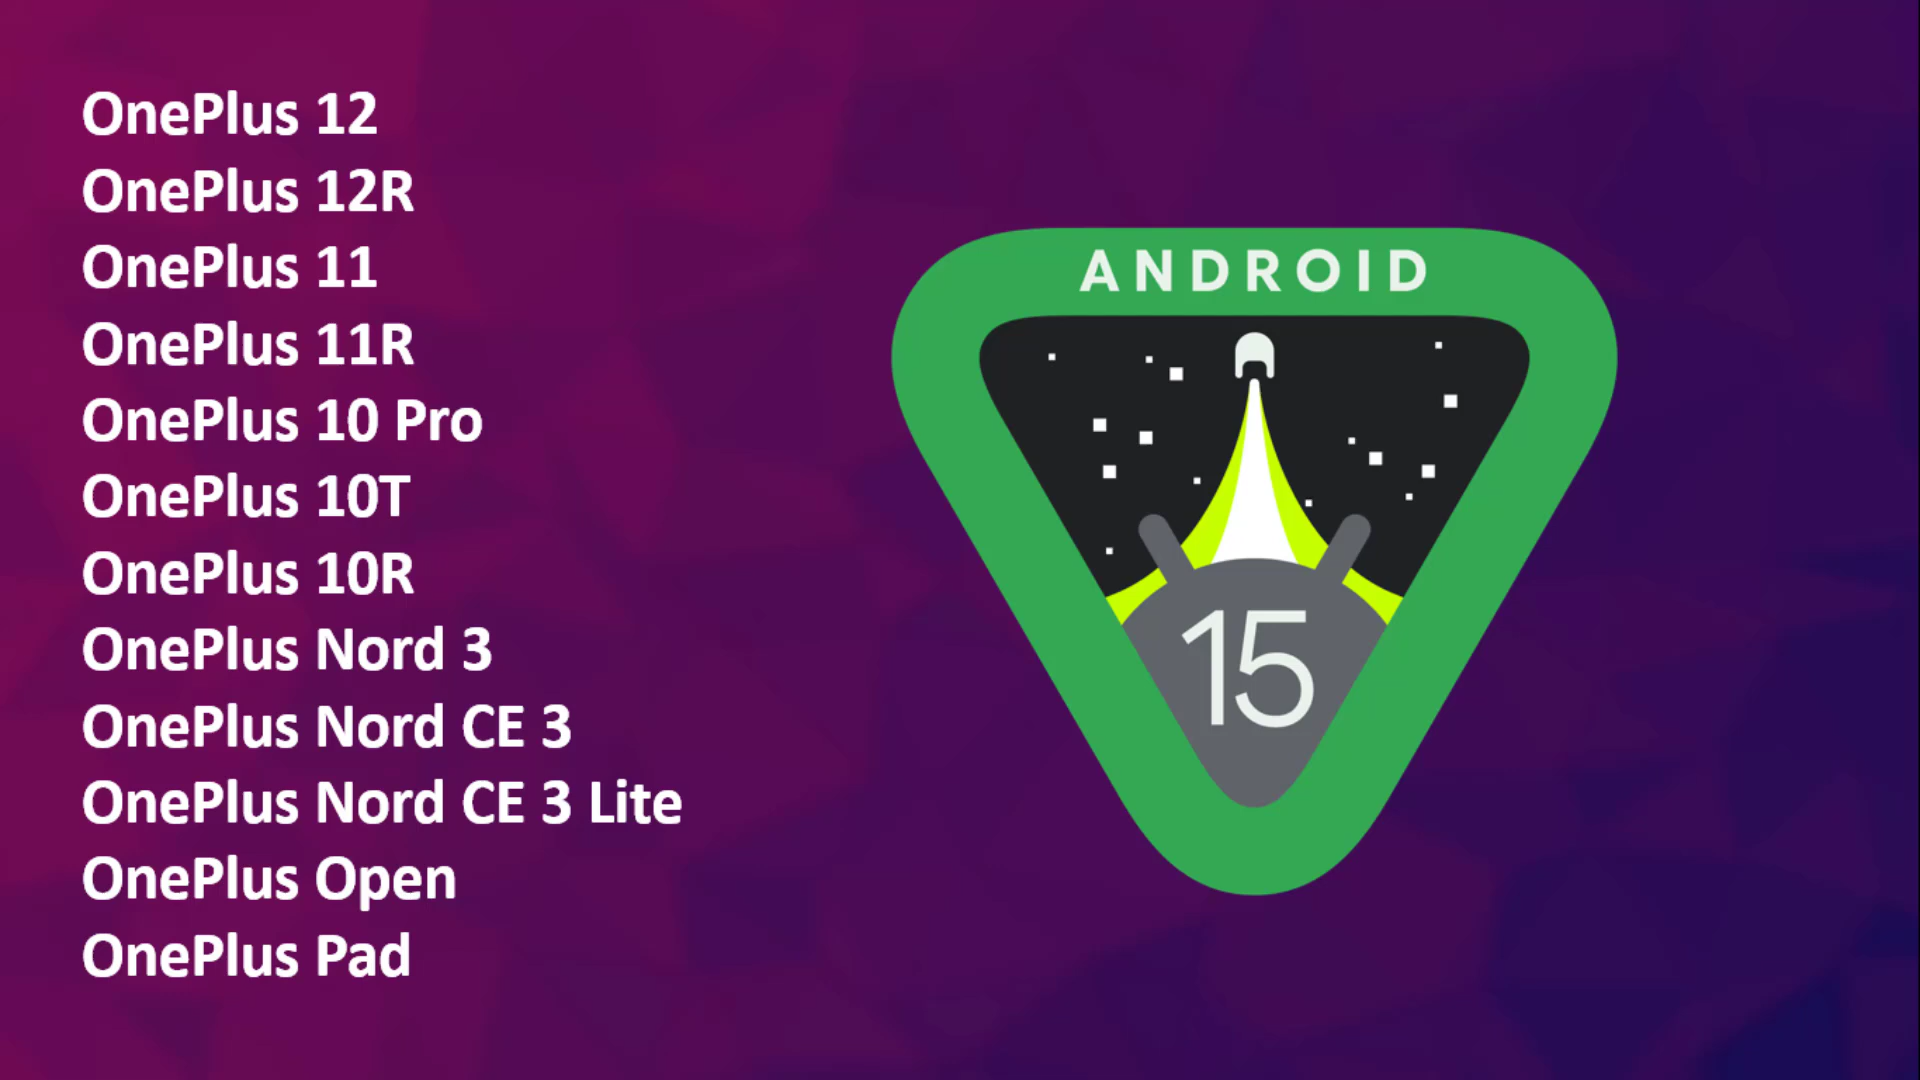 OnePlus 12
OnePlus 12R
OnePlus 11
OnePlus 11R
OnePlus 10 Pro
OnePlus 10T
OnePlus 10R
OnePlus Nord 3
OnePlus Nord CE 3
OnePlus Nord CE 3 Lite
OnePlus Open
OnePlus Pad
ANDROID
15